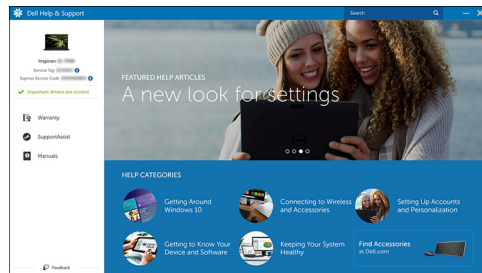 Dell Help & Support
Search
Inspiron
Service Tag
Express Service Code
Important drivers are current
Warranty
SupportAssist
Manuals
Feedback
FEATURED HELP ARTICLES
A new look for settings
HELP CATEGORIES
Getting Around
Windows 10
Connecting to Wireless
and Accessories
Setting Up Accounts
and Personalization
Getting to Know Your
Device and Software
Keeping Your System
Healthy
Find Accessories
at Dell.com